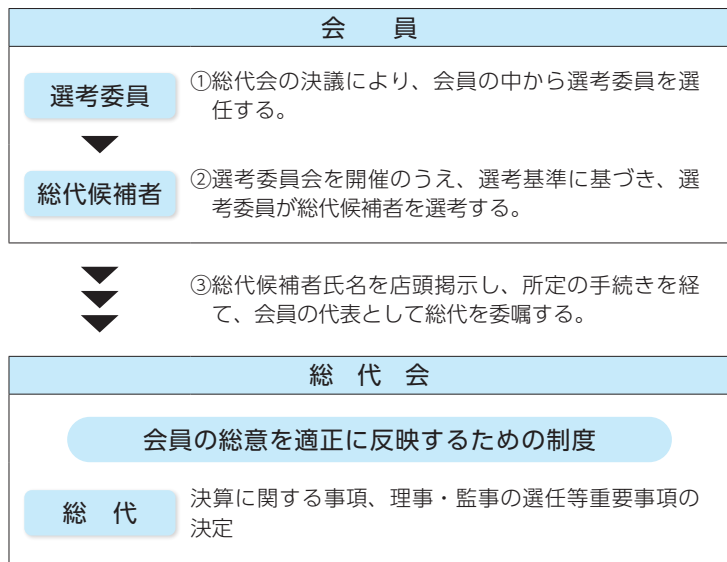 会員
選考委員
①総代会の決議により、会員の中から選考委員を選
任する。
総代候補者
②選考委員会を開催のうえ、選考基準に基づき、選
考委員が総代候補者を選考する。
③総代候補者氏名を店頭掲示し、所定の手続きを経
て、会員の代表として総代を委嘱する。
総代会
会員の総意を適正に反映するための制度
総代
決算に関する事項、理事・監事の選任等重要事項の
決定